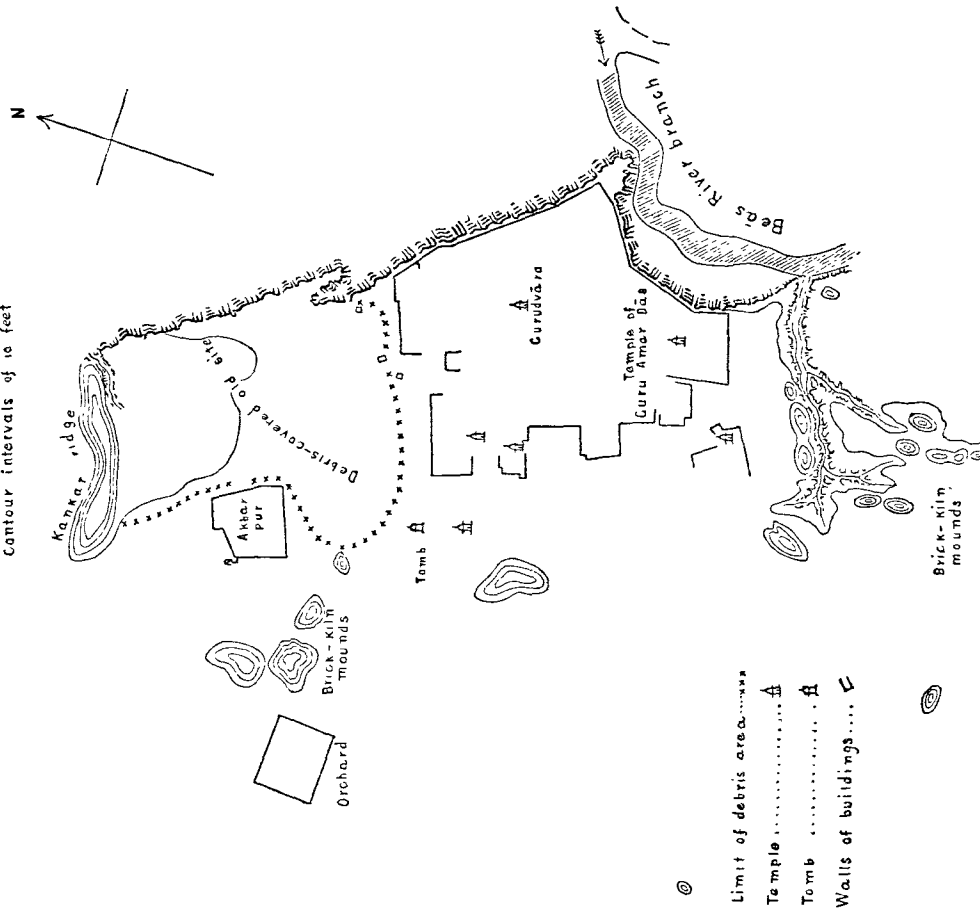 Contour intervals of 10 feet
N
Kankar ridge
Debris-covered old site
Akbar
pur
Tomb
Brick-kiln
mounds
Orchard
Gurudvāra
Temple of
Guru Amar Dās
Beās River branch
Brick-kiln
mounds
Limit of debris area
Temple
Tomb
Walls of buildings